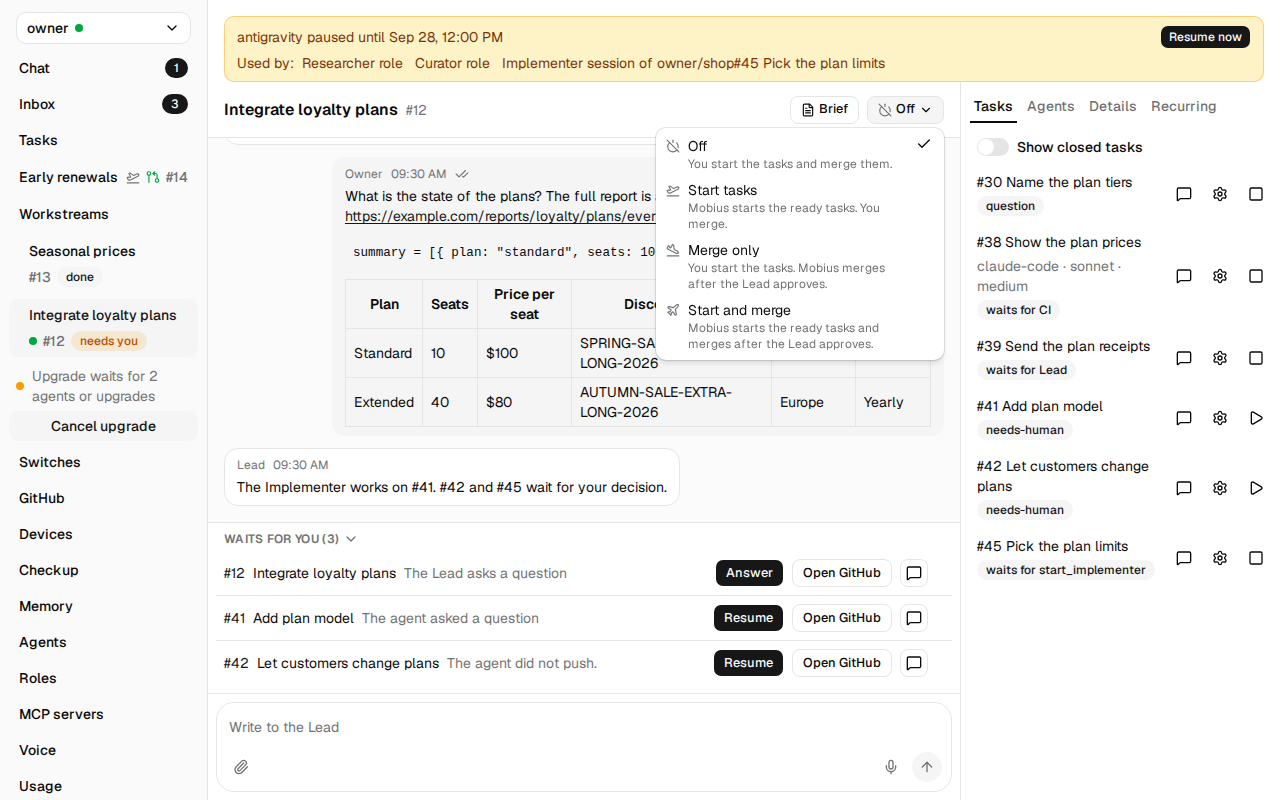 owner
Chat 1
Inbox 3
Tasks
Early renewals #14
Workstreams
Seasonal prices
#13 done
Integrate loyalty plans
#12 needs you
Upgrade waits for 2
agents or upgrades
Cancel upgrade
Switches
GitHub
Devices
Checkup
Memory
Agents
Roles
MCP servers
Voice
Usage
antigravity paused until Sep 28, 12:00 PM
Resume now
Used by: Researcher role Curator role Implementer session of owner/shop#45 Pick the plan limits
Integrate loyalty plans #12
Brief
Off
Off
You start the tasks and merge them.
Start tasks
Mobius starts the ready tasks. You
merge.
Merge only
You start the tasks. Mobius merges
after the Lead approves.
Start and merge
Mobius starts the ready tasks and
merges after the Lead approves.
Owner 09:30 AM
What is the state of the plans? The full report is
https://example.com/reports/loyalty/plans/ever
summary = [{ plan: "standard", seats: 10
Plan Seats Price per
seat
Standard 10 $100
LONG-2026
Extended 40 $80 AUTUMN-SALE-EXTRA-
LONG-2026 Europe Yearly
Lead 09:30 AM
The Implementer works on #41. #42 and #45 wait for your decision.
WAITS FOR YOU (3)
#12 Integrate loyalty plans The Lead asks a question Answer Open GitHub
#41 Add plan model The agent asked a question Resume Open GitHub
#42 Let customers change plans The agent did not push. Resume Open GitHub
Write to the Lead
Tasks Agents Details Recurring
Show closed tasks
#30 Name the plan tiers
question
#38 Show the plan prices
claude-code · sonnet ·
medium
waits for CI
#39 Send the plan receipts
waits for Lead
#41 Add plan model
needs-human
#42 Let customers change
plans
needs-human
#45 Pick the plan limits
waits for start_implementer